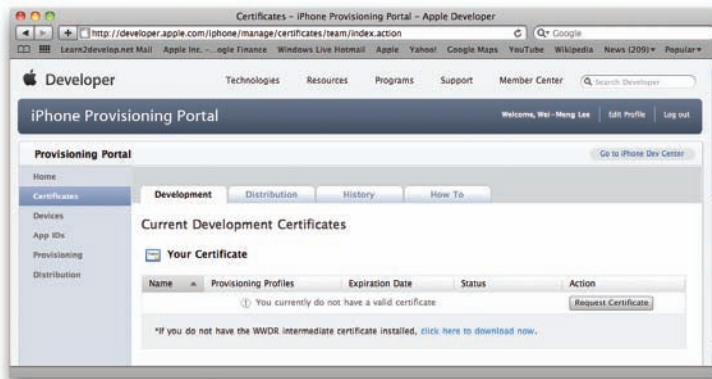 Certificates – iPhone Provisioning Portal – Apple Developer
http://developer.apple.com/iphone/manage/certificates/team/index.action
Google
Learn2develop.net Mail Apple Inc. -...ogle Finance Windows Live Hotmail Apple Yahoo! Google Maps YouTube Wikipedia News (209) Popular
Developer Technologies Resources Programs Support Member Center Search Developer
iPhone Provisioning Portal Welcome, Wei-Meng Lee Edit Profile Log out
Provisioning Portal Go to iPhone Dev Center
Home
Certificates
Development Distribution History How To
Devices
App IDs
Provisioning
Distribution
Current Development Certificates
Your Certificate
Name Provisioning Profiles Expiration Date Status Action
You currently do not have a valid certificate Request Certificate
*If you do not have the WWDR intermediate certificate installed, click here to download now.